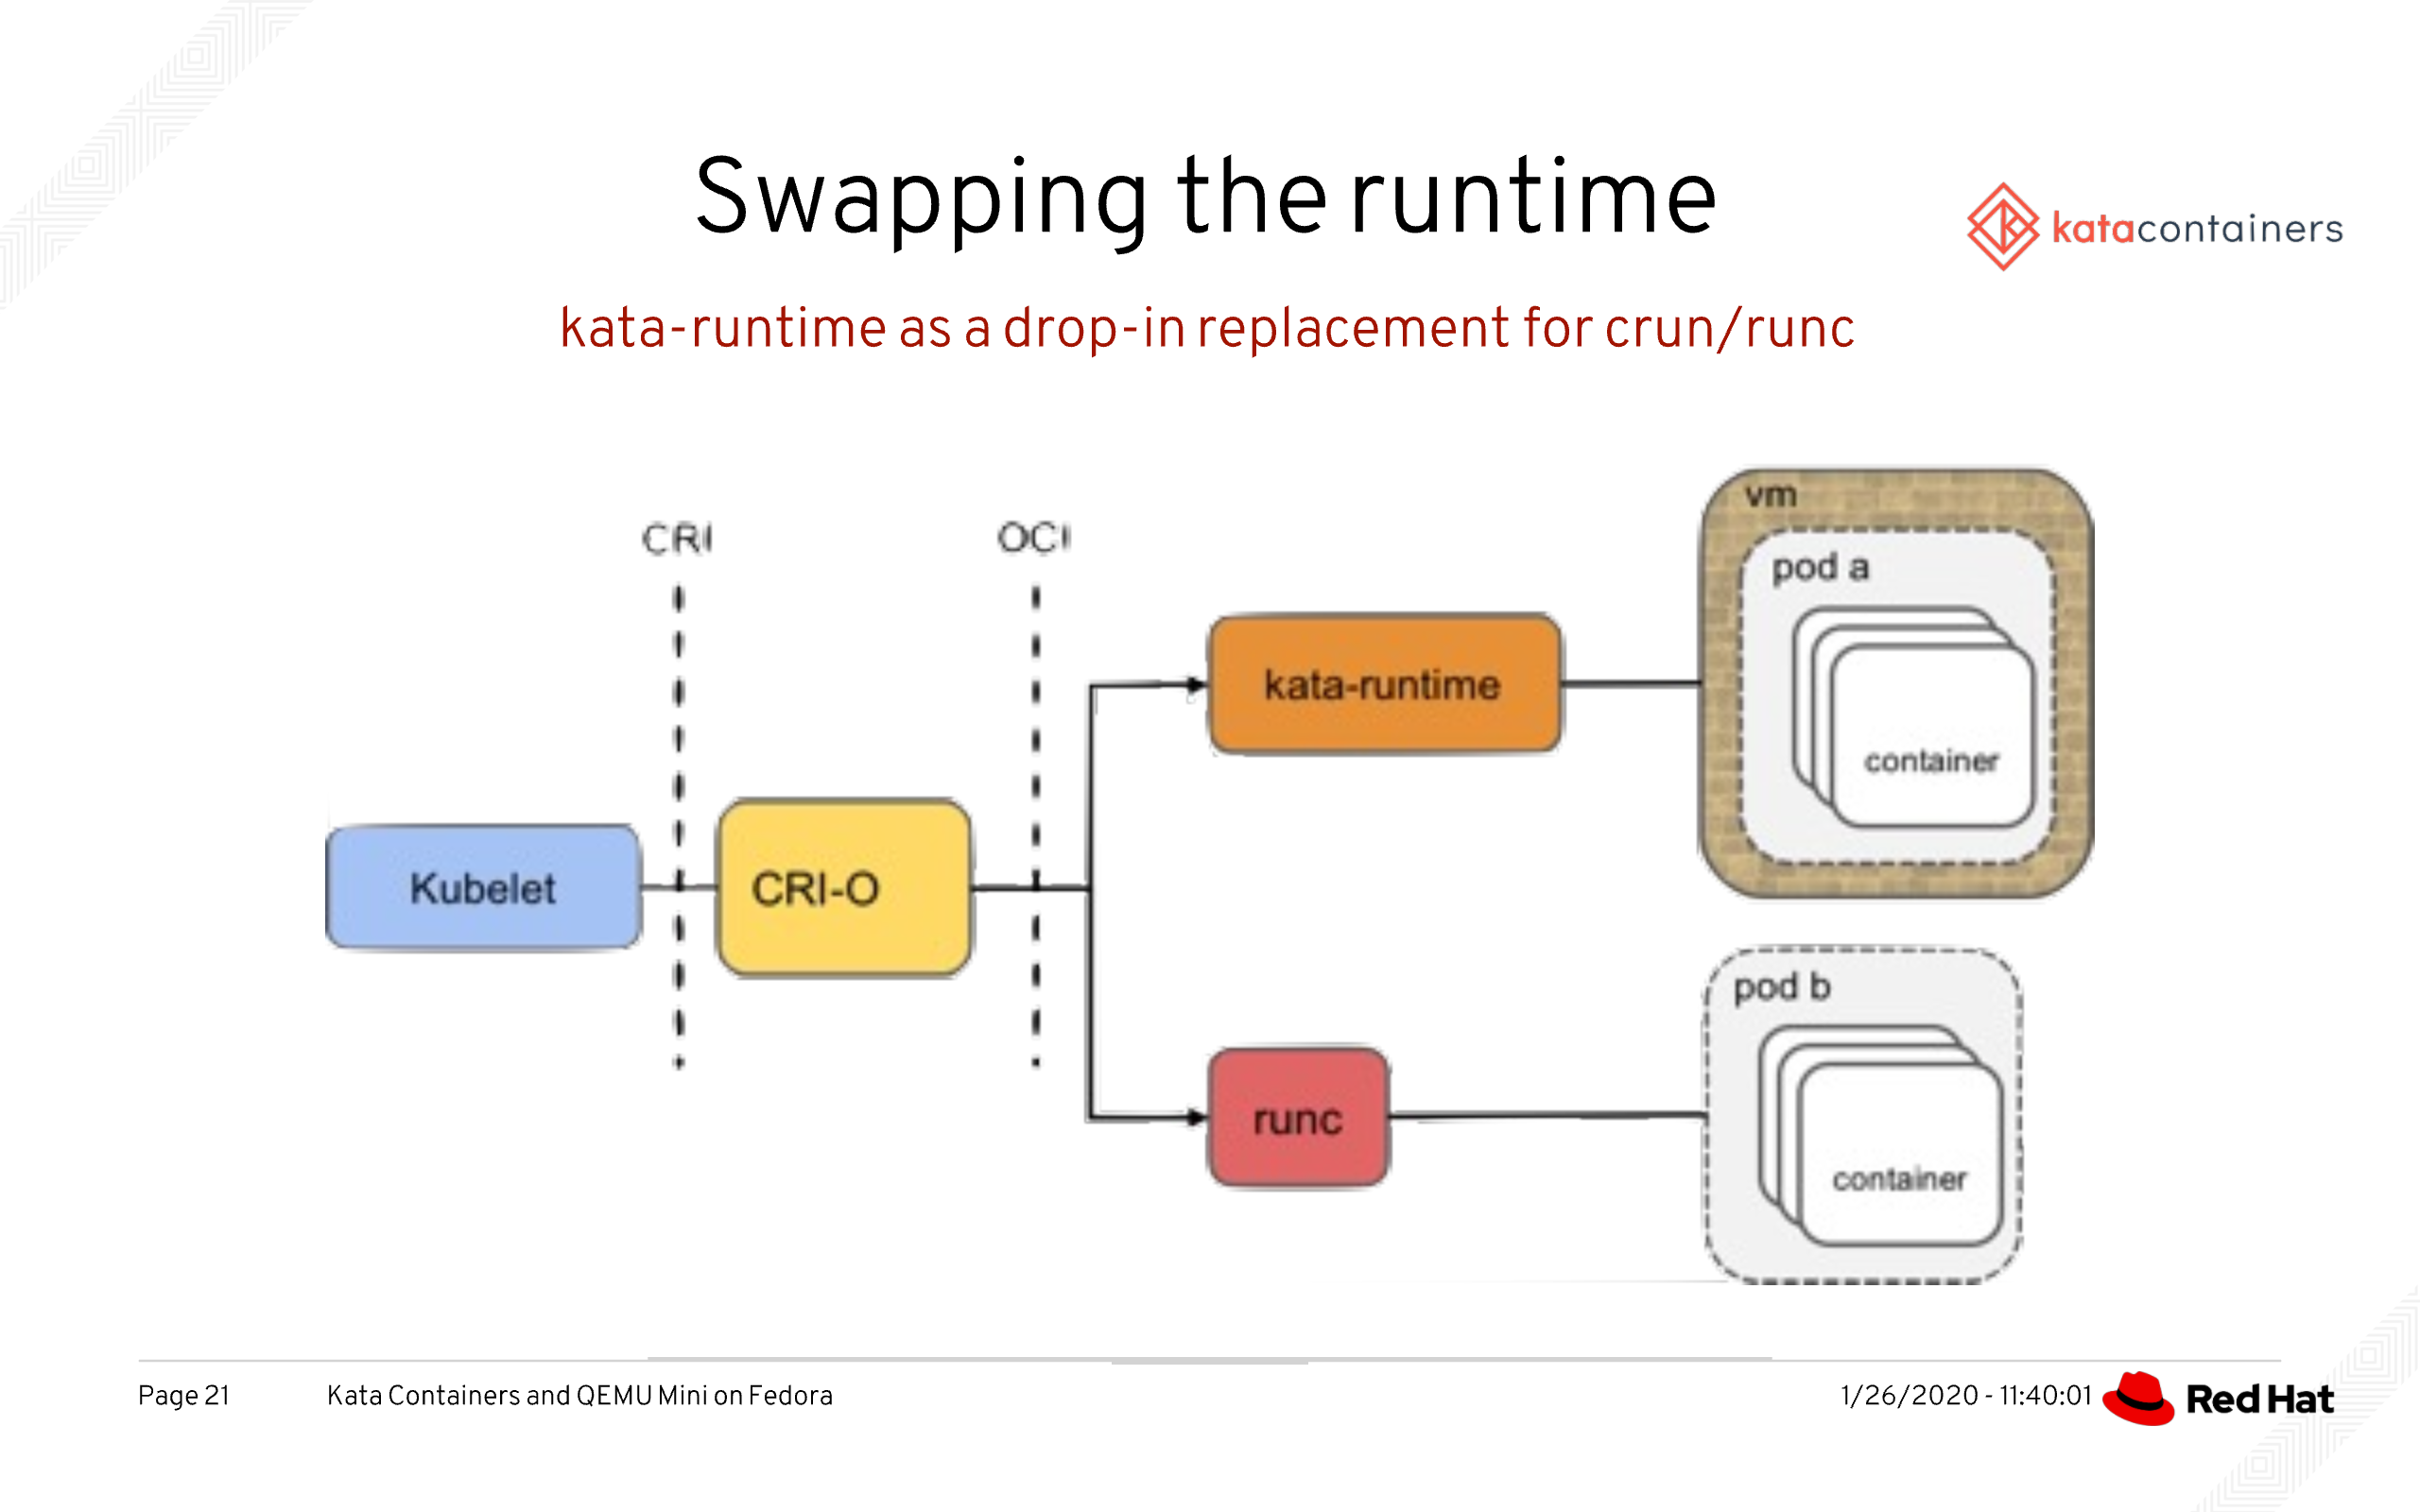 Swapping the runtime
katacontainers
kata-runtime as a drop-in replacement for crun/runc
CRI
OCI
vm
pod a
container
kata-runtime
Kubelet
CRI-O
runc
pod b
container
Page 21
Kata Containers and QEMU Mini on Fedora
1/26/2020 - 11:40:01
Red Hat